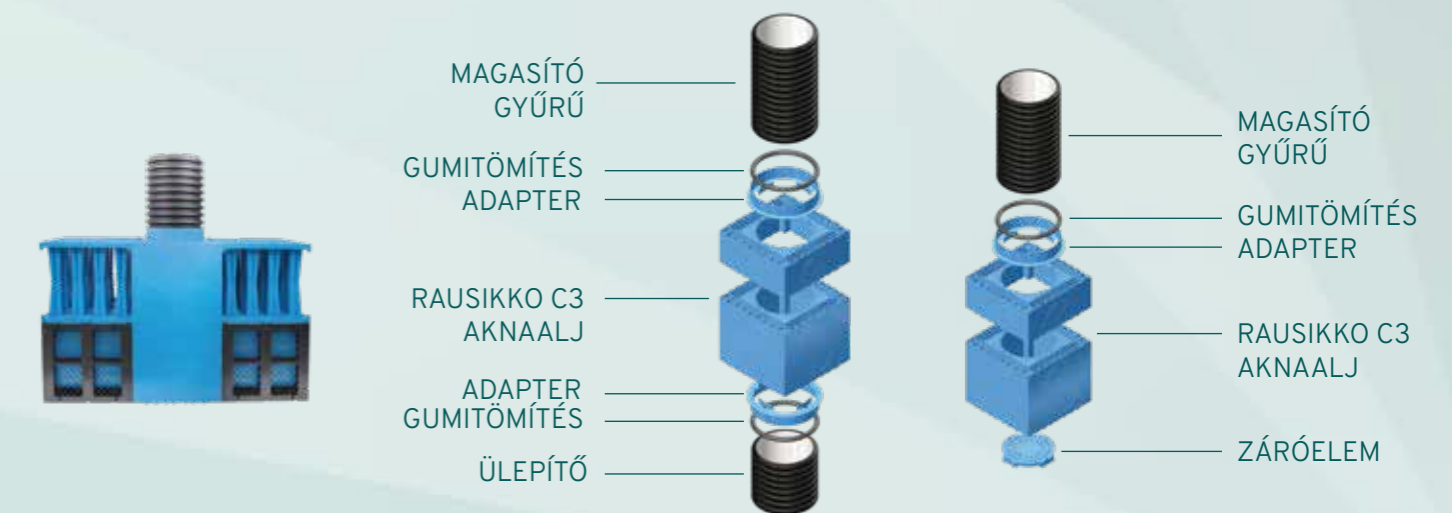 MAGASÍTÓ
GYŰRŰ
GUMITÖMÍTÉS
ADAPTER
RAUSIKKO C3
AKNAALJ
ADAPTER
GUMITÖMÍTÉS
ÜLEPÍTŐ
MAGASÍTÓ
GYŰRŰ
GUMITÖMÍTÉS
ADAPTER
RAUSIKKO C3
AKNAALJ
ZÁRÓELEM